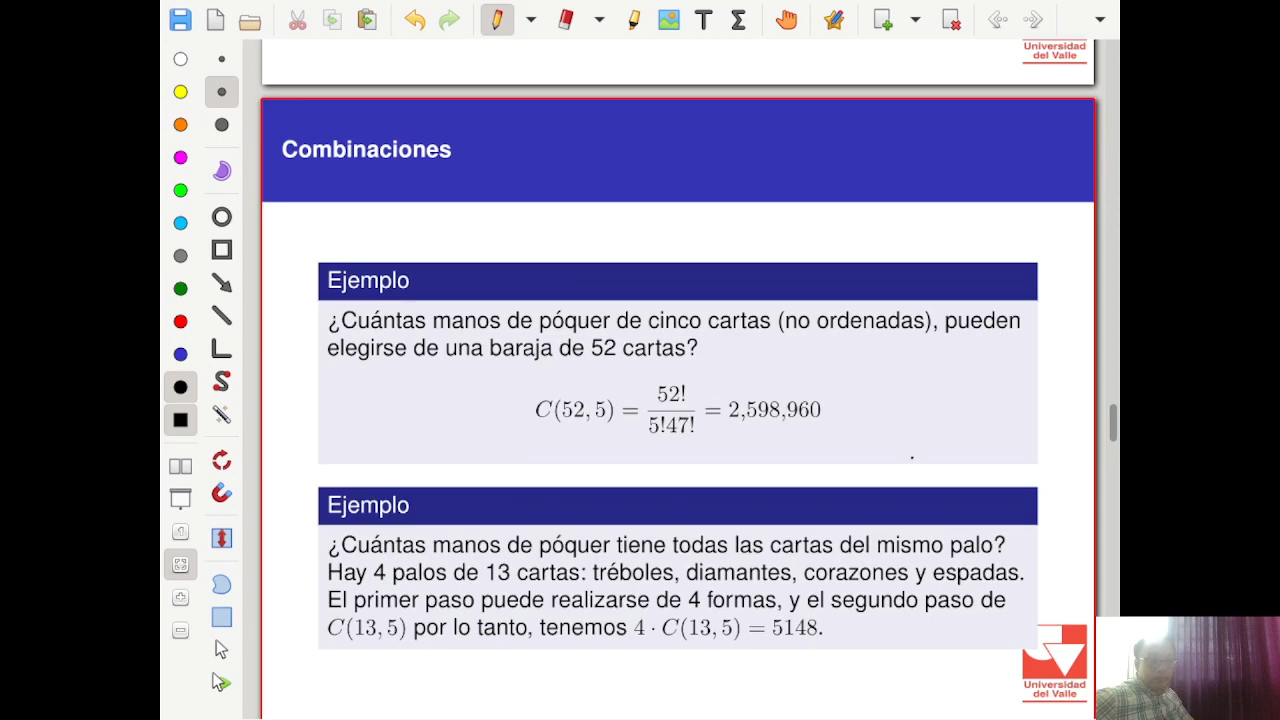 Universidad
del Valle
Combinaciones
Ejemplo
¿Cuántas manos de póquer de cinco cartas (no ordenadas), pueden
elegirse de una baraja de 52 cartas?
C(52, 5) = 52!/5!47! = 2,598,960
Ejemplo
¿Cuántas manos de póquer tiene todas las cartas del mismo palo?
Hay 4 palos de 13 cartas: tréboles, diamantes, corazones y espadas.
El primer paso puede realizarse de 4 formas, y el segundo paso de
C(13, 5) por lo tanto, tenemos 4 · C(13, 5) = 5148.
Universidad
del Valle